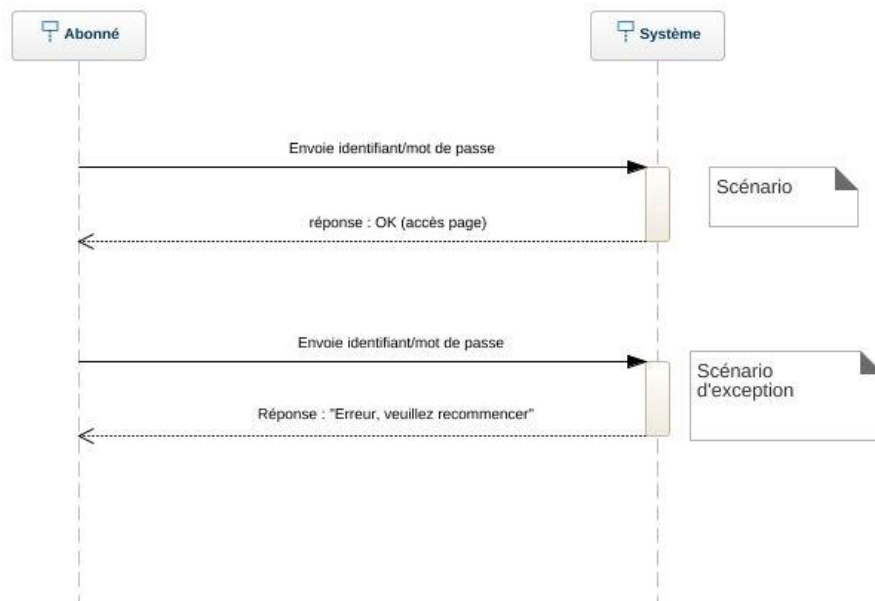 Abonné
Système
Envoie identifiant/mot de passe
Scénario
réponse : OK (accès page)
Envoie identifiant/mot de passe
Scénario
d'exception
Réponse : "Erreur, veuillez recommencer"